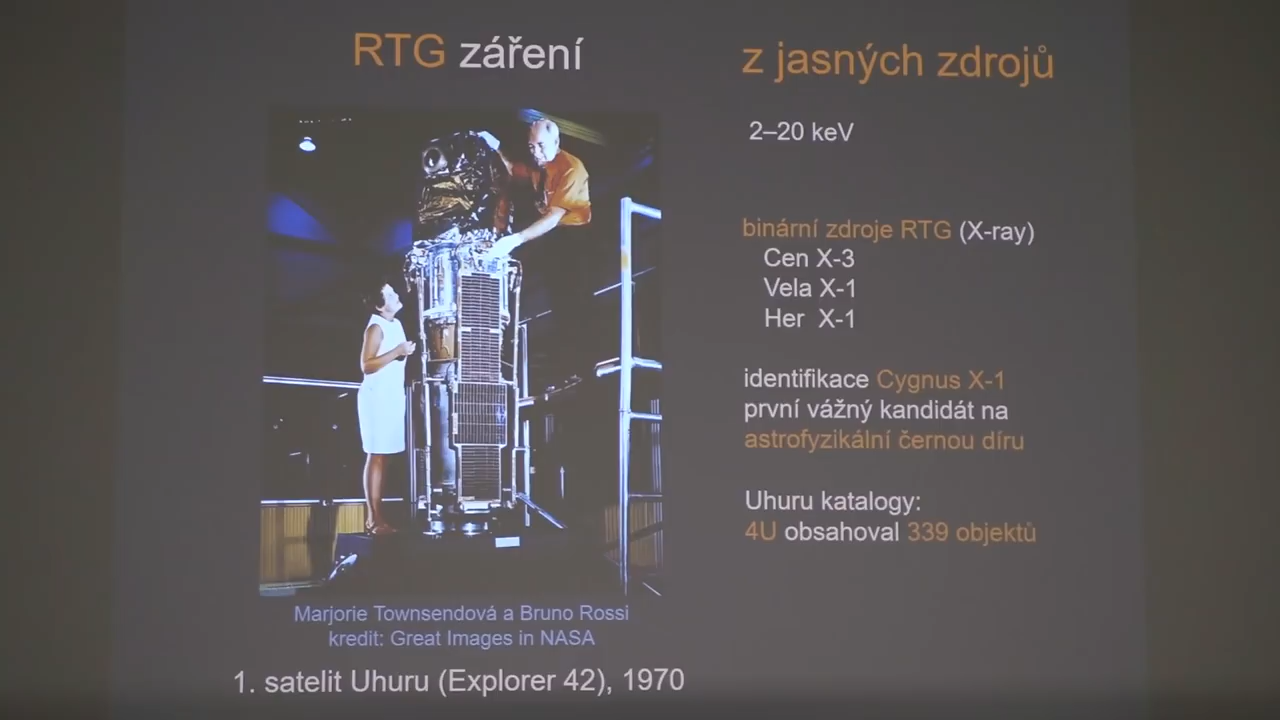 RTG záření
z jasných zdrojů
2–20 keV
binární zdroje RTG (X-ray)
Cen X-3
Vela X-1
Her X-1
identifikace Cygnus X-1
první vážný kandidát na
astrofyzikální černou díru
Uhuru katalogy:
4U obsahoval 339 objektů
Marjorie Townsendová a Bruno Rossi
kredit: Great Images in NASA
1. satelit Uhuru (Explorer 42), 1970